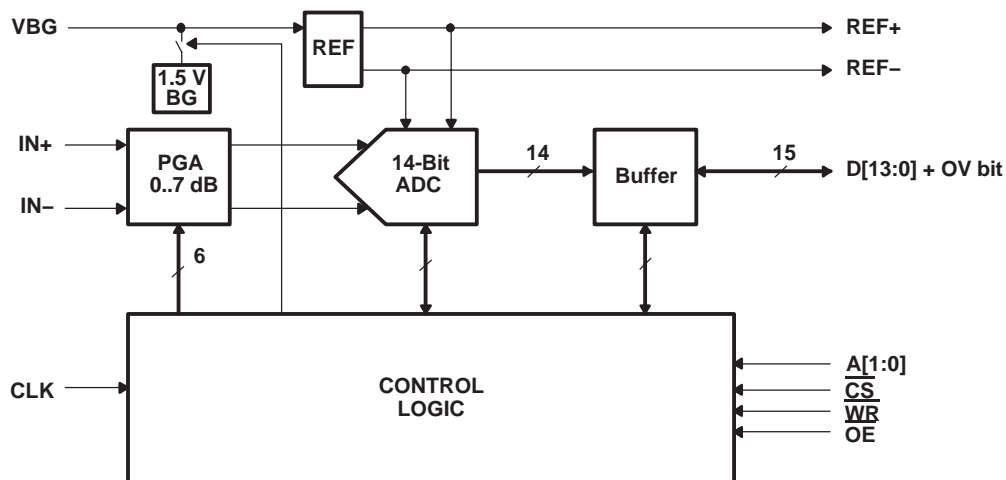 VBG
REF
REF+
REF–
1.5 V
BG
IN+
IN–
PGA
0..7 dB
14-Bit
ADC
14
Buffer
15
D[13:0] + OV bit
6
CLK
CONTROL
LOGIC
A[1:0]
CS
WR
OE